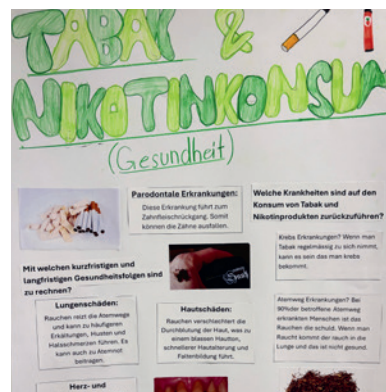 TABAK &
NIKOTINKONSUM
(Gesundheit)
Parodontale Erkrankungen:
Diese Erkrankung führt zum
Zahnfleischrückgang. Somit
können die Zähne ausfallen.
Welche Krankheiten sind auf den
Konsum von Tabak und
Nikotinprodukten zurückzuführen?
Krebs Erkrankungen? Wenn man
Tabak regelmässig zu sich nimmt,
kann es sein das man krebs
bekommt.
Mit welchen kurzfristigen und
langfristigen Gesundheitsfolgen sind
zu rechnen?
Lungenschäden:
Rauchen reizt die Atemwege
und kann zu häufigeren
Erkältungen, Husten und
Halsschmerzen führen. Es
kann auch zu Atemnot
beitragen.
Hautschäden:
Rauchen verschlechtert die
Durchblutung der Haut, was zu
einem blassen Hautton,
schnellerer Hautalterung und
Faltenbildung führt.
Atemweg Erkrankungen? Bei
90%der betroffene Atemweg
erkrankten Menschen ist das
Rauchen die schuld. Wenn man
Raucht kommt der rauch in die
Lunge und das ist nicht gesund.
Herz- und